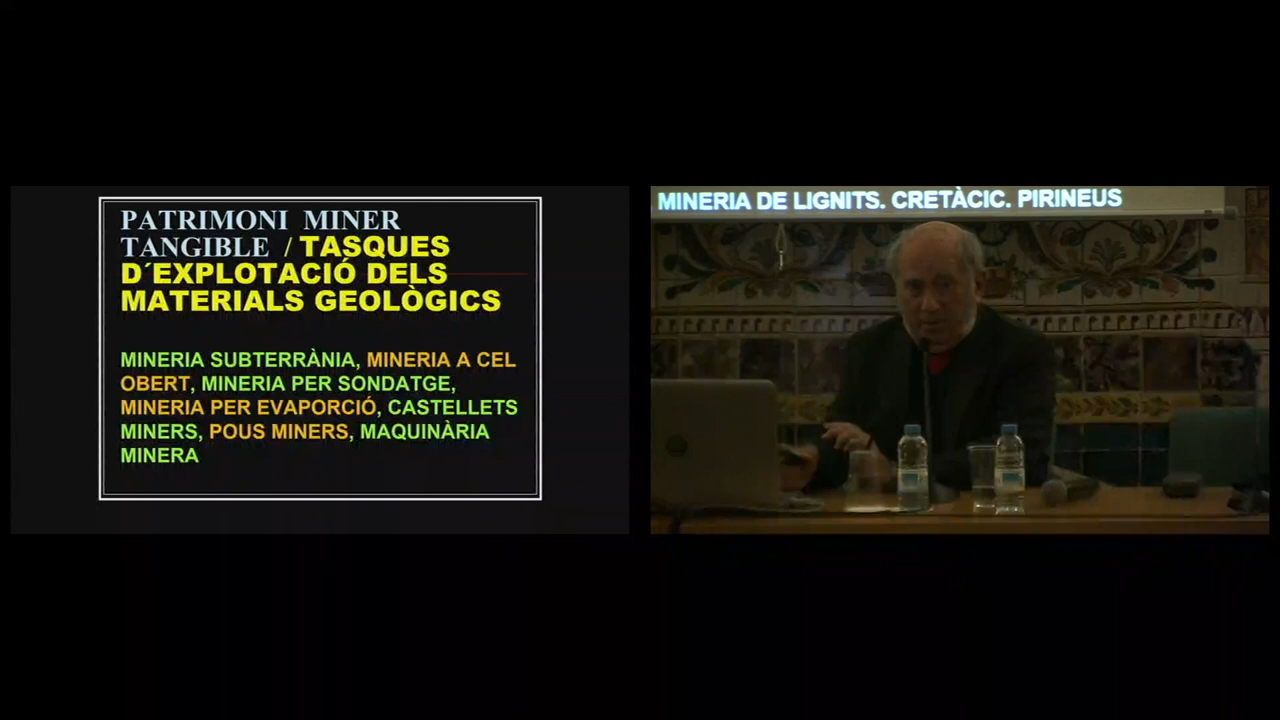 PATRIMONI MINER
TANGIBLE / TASQUES
D´EXPLOTACIÓ DELS
MATERIALS GEOLÒGICS
MINERIA SUBTERRÀNIA, MINERIA A CEL
OBERT, MINERIA PER SONDATGE,
MINERIA PER EVAPORCIÓ, CASTELLETS
MINERS, POUS MINERS, MAQUINÀRIA
MINERA
MINERIA DE LIGNITS. CRETÀCIC. PIRINEUS